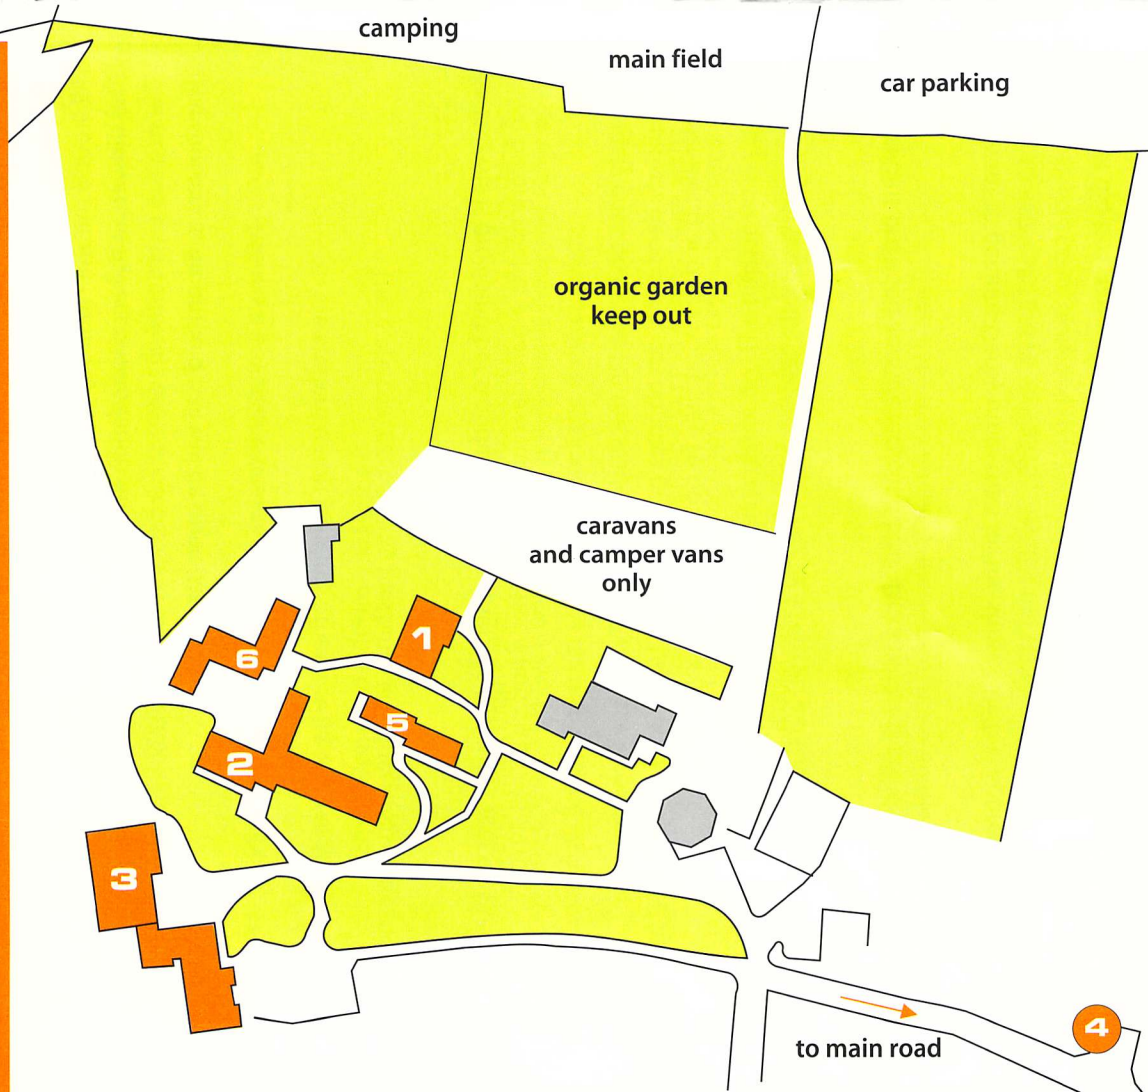 camping
main field
car parking
organic garden
keep out
caravans
and camper vans
only
1
6
5
2
3
4
to main road